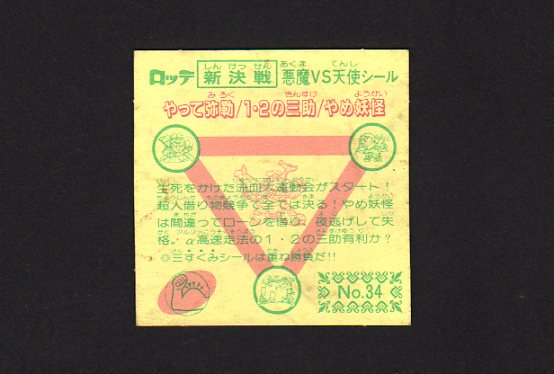 ロッテ 新決戦 悪魔VS天使シール
やって弥勒/1・2の三助/やめ妖怪
生死をかけた流血大運動会がスタート!
超人借り物競争で全ては決る!やめ妖怪
は間違ってローンを借り、夜逃げして失
格。α高速走法の1・2の三助有利か?
◎三すくみシールは重ね勝負だ!!
No.34